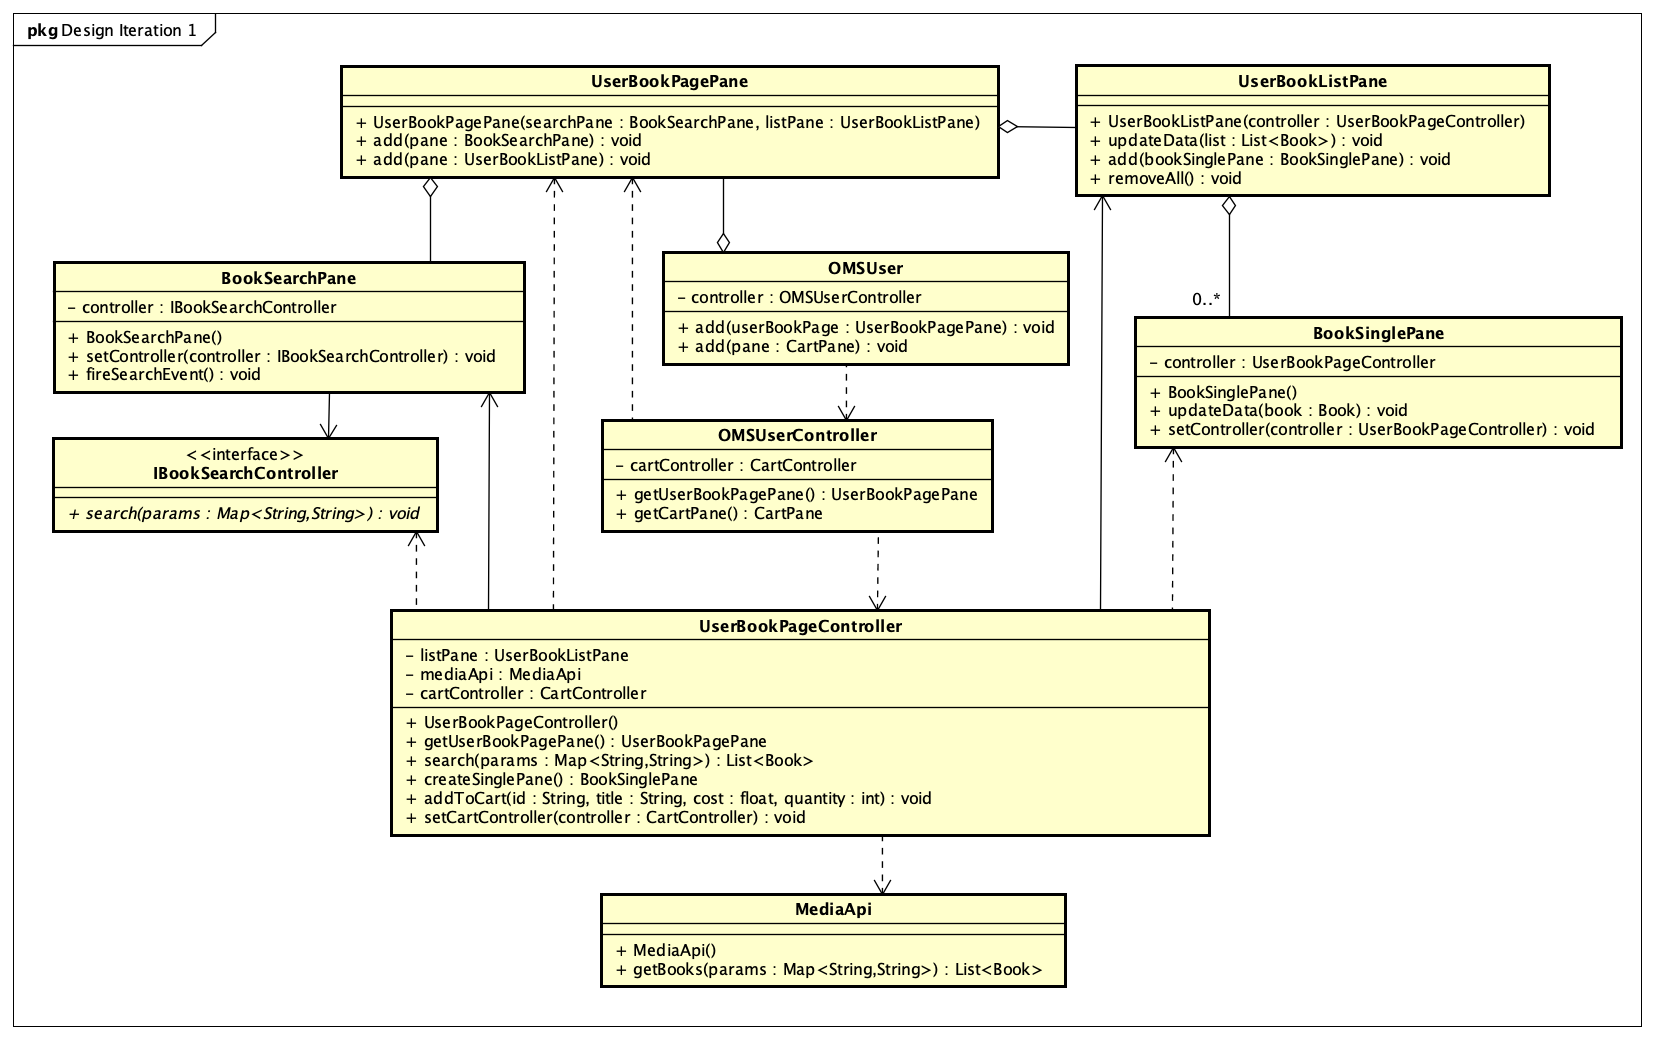 pkg Design Iteration 1
UserBookPagePane
+ UserBookPagePane(searchPane : BookSearchPane, listPane : UserBookListPane)
+ add(pane : BookSearchPane) : void
+ add(pane : UserBookListPane) : void
UserBookListPane
+ UserBookListPane(controller : UserBookPageController)
+ updateData(list : List<Book>) : void
+ add(bookSinglePane : BookSinglePane) : void
+ removeAll() : void
BookSearchPane
- controller : IBookSearchController
+ BookSearchPane()
+ setController(controller : IBookSearchController) : void
+ fireSearchEvent() : void
OMSUser
- controller : OMSUserController
+ add(userBookPage : UserBookPagePane) : void
+ add(pane : CartPane) : void
0..*
BookSinglePane
- controller : UserBookPageController
+ BookSinglePane()
+ updateData(book : Book) : void
+ setController(controller : UserBookPageController) : void
<<interface>>
IBookSearchController
+ search(params : Map<String,String>) : void
OMSUserController
- cartController : CartController
+ getUserBookPagePane() : UserBookPagePane
+ getCartPane() : CartPane
UserBookPageController
- listPane : UserBookListPane
- mediaApi : MediaApi
- cartController : CartController
+ UserBookPageController()
+ getUserBookPagePane() : UserBookPagePane
+ search(params : Map<String,String>) : List<Book>
+ createSinglePane() : BookSinglePane
+ addToCart(id : String, title : String, cost : float, quantity : int) : void
+ setCartController(controller : CartController) : void
MediaApi
+ MediaApi()
+ getBooks(params : Map<String,String>) : List<Book>